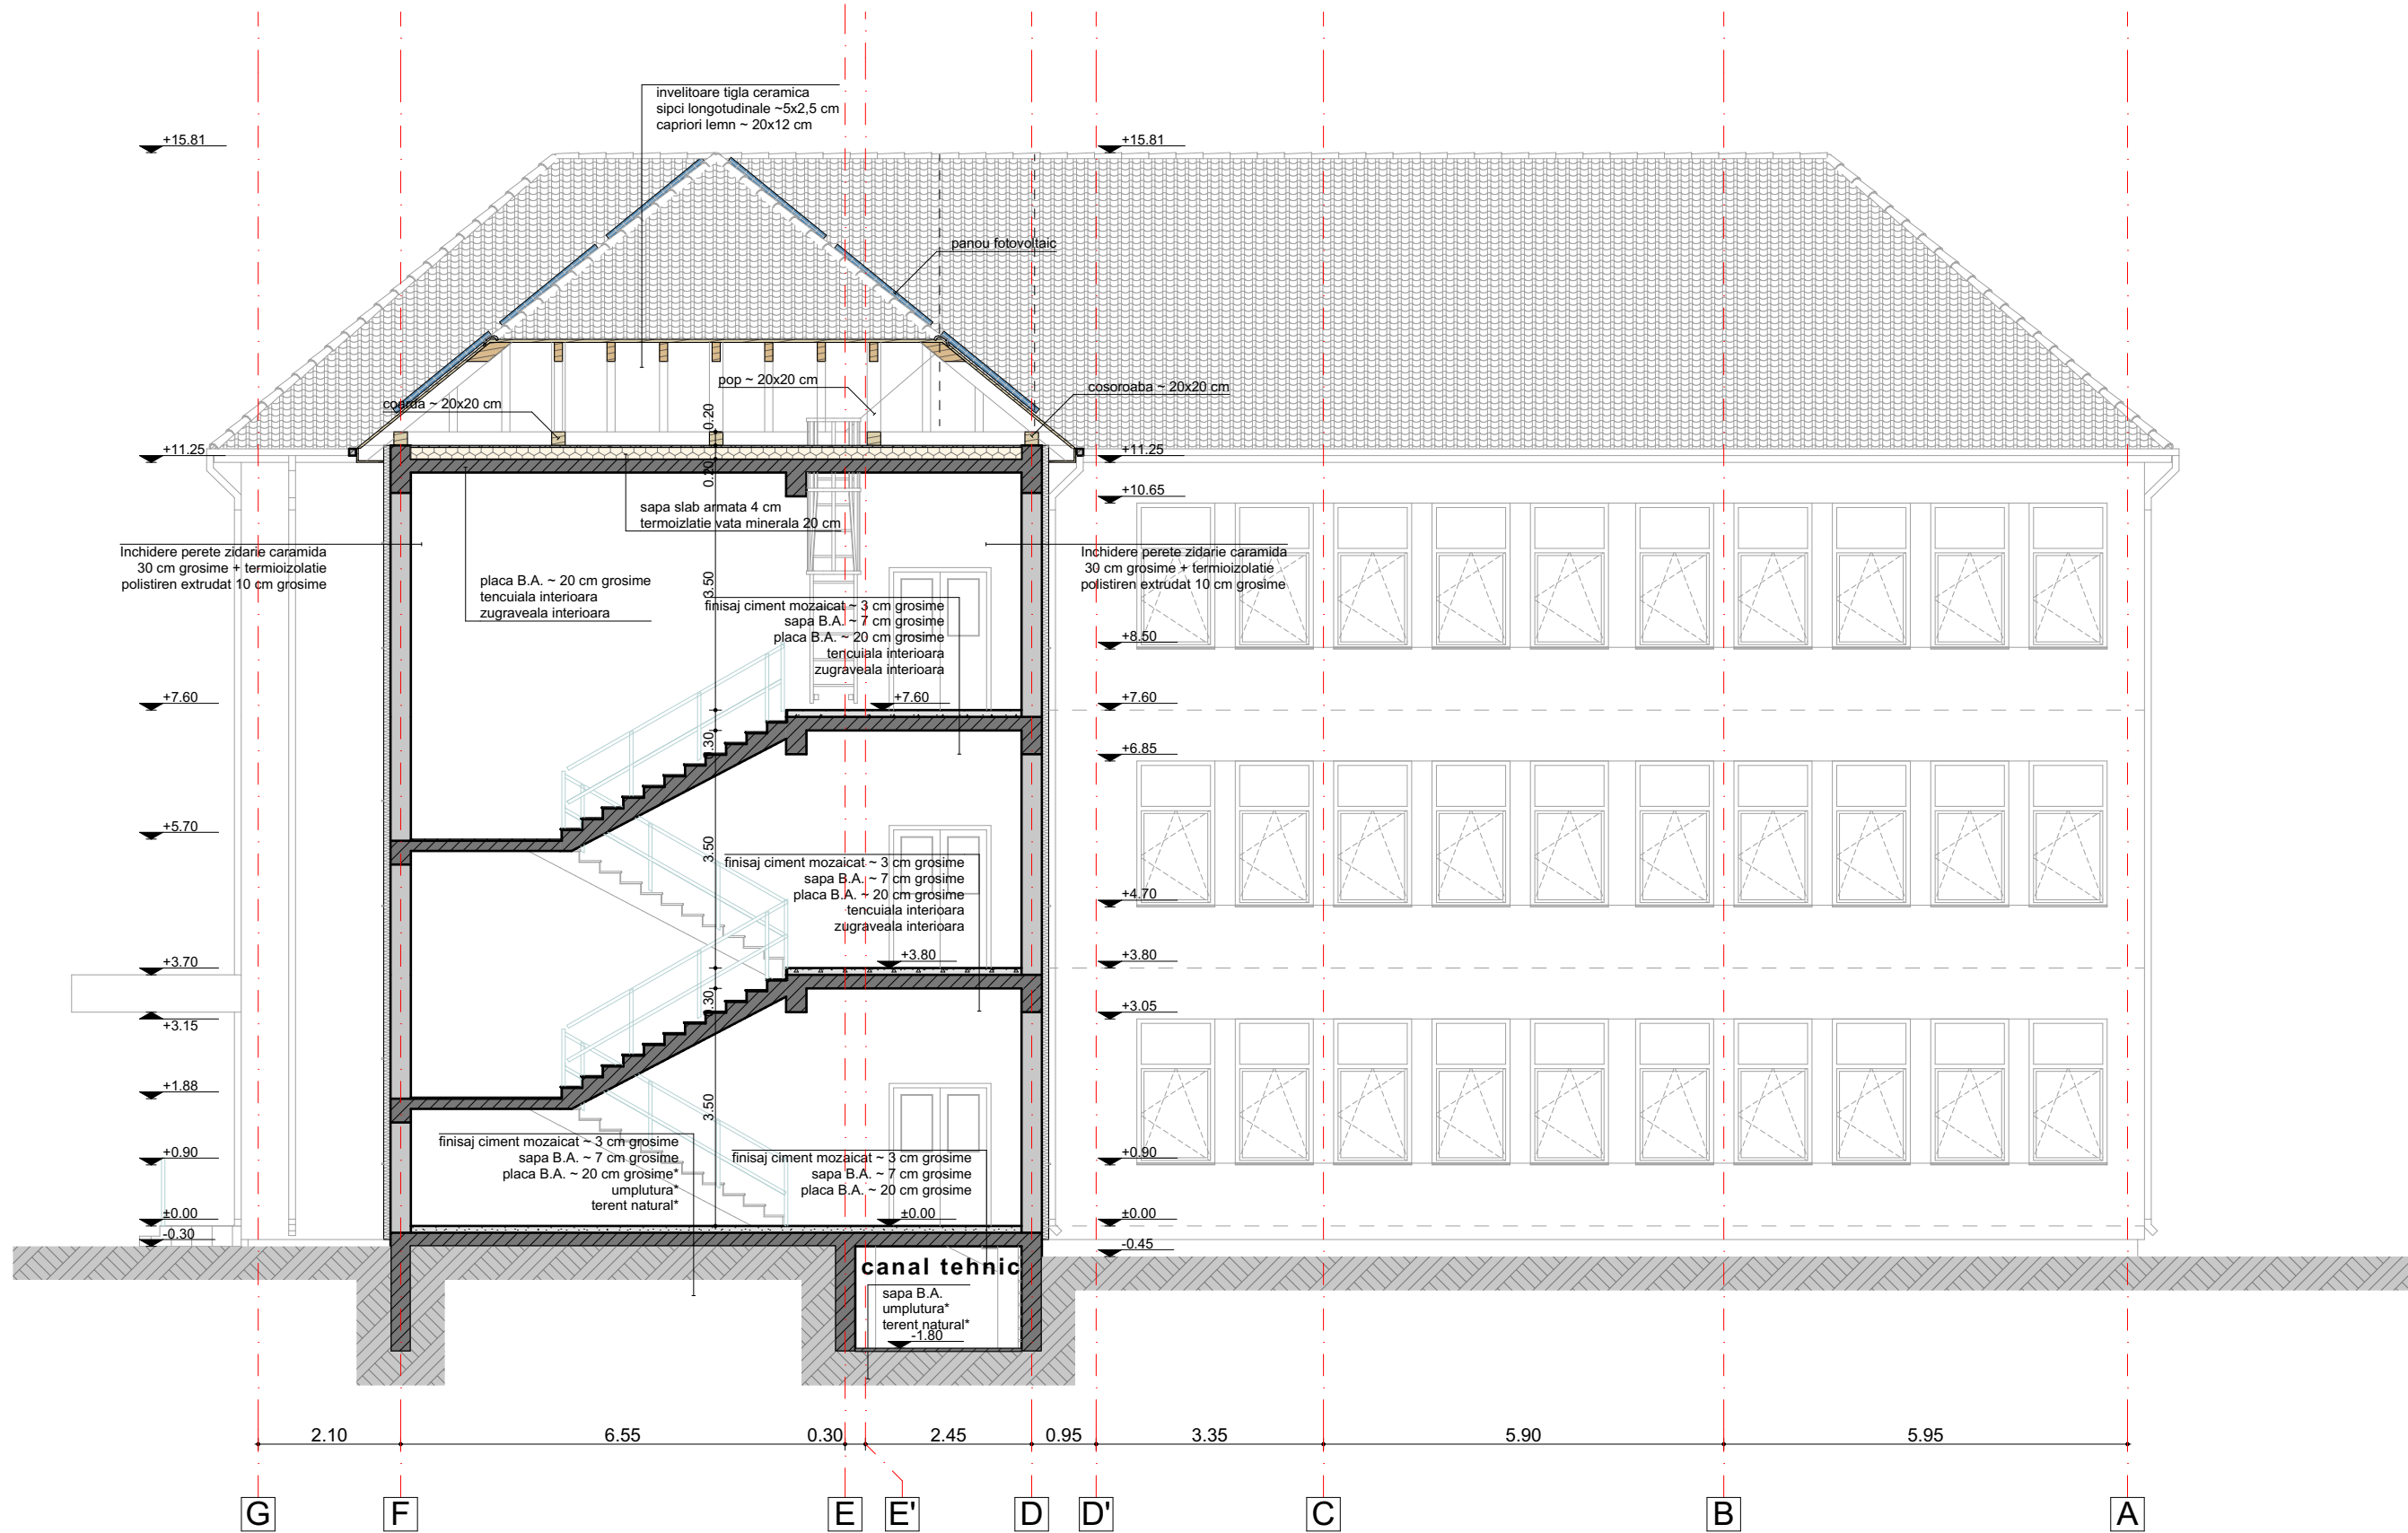 invelitoare tigla ceramica
sipci longotudinale ~5x2,5 cm
capriori lemn ~ 20x12 cm
+15.81
+15.81
panou fotovoltaic
pop ~ 20x20 cm
cosoroaba ~ 20x20 cm
coarda ~ 20x20 cm
0.20
+11.25
+11.25
0.20
+10.65
sapa slab armata 4 cm
termoizlatie vata minerala 20 cm
Inchidere perete zidarie caramida
30 cm grosime + termioizolatie
polistiren extrudat 10 cm grosime
Inchidere perete zidarie caramida
30 cm grosime + termioizolatie
polistiren extrudat 10 cm grosime
placa B.A. ~ 20 cm grosime
tencuiala interioara
zugraveala interioara
3.50
finisaj ciment mozaicat ~ 3 cm grosime
sapa B.A. ~ 7 cm grosime
placa B.A. ~ 20 cm grosime
tencuiala interioara
zugraveala interioara
+8.50
+7.60
+7.60
+7.60
0.30
+6.85
+5.70
3.50
finisaj ciment mozaicat ~ 3 cm grosime
sapa B.A. ~ 7 cm grosime
placa B.A. ~ 20 cm grosime
tencuiala interioara
zugraveala interioara
+4.70
+3.70
+3.80
+3.80
0.30
+3.15
+3.05
+1.88
3.50
finisaj ciment mozaicat ~ 3 cm grosime
sapa B.A. ~ 7 cm grosime
placa B.A. ~ 20 cm grosime*
umplutura*
terent natural*
finisaj ciment mozaicat ~ 3 cm grosime
sapa B.A. ~ 7 cm grosime
placa B.A. ~ 20 cm grosime
+0.90
+0.90
±0.00
±0.00
±0.00
-0.30
-0.45
canal tehnic
sapa B.A.
umplutura*
terent natural*
-1.80
2.10 6.55 0.30 2.45 0.95 3.35 5.90 5.95
G F E E' D D' C B A